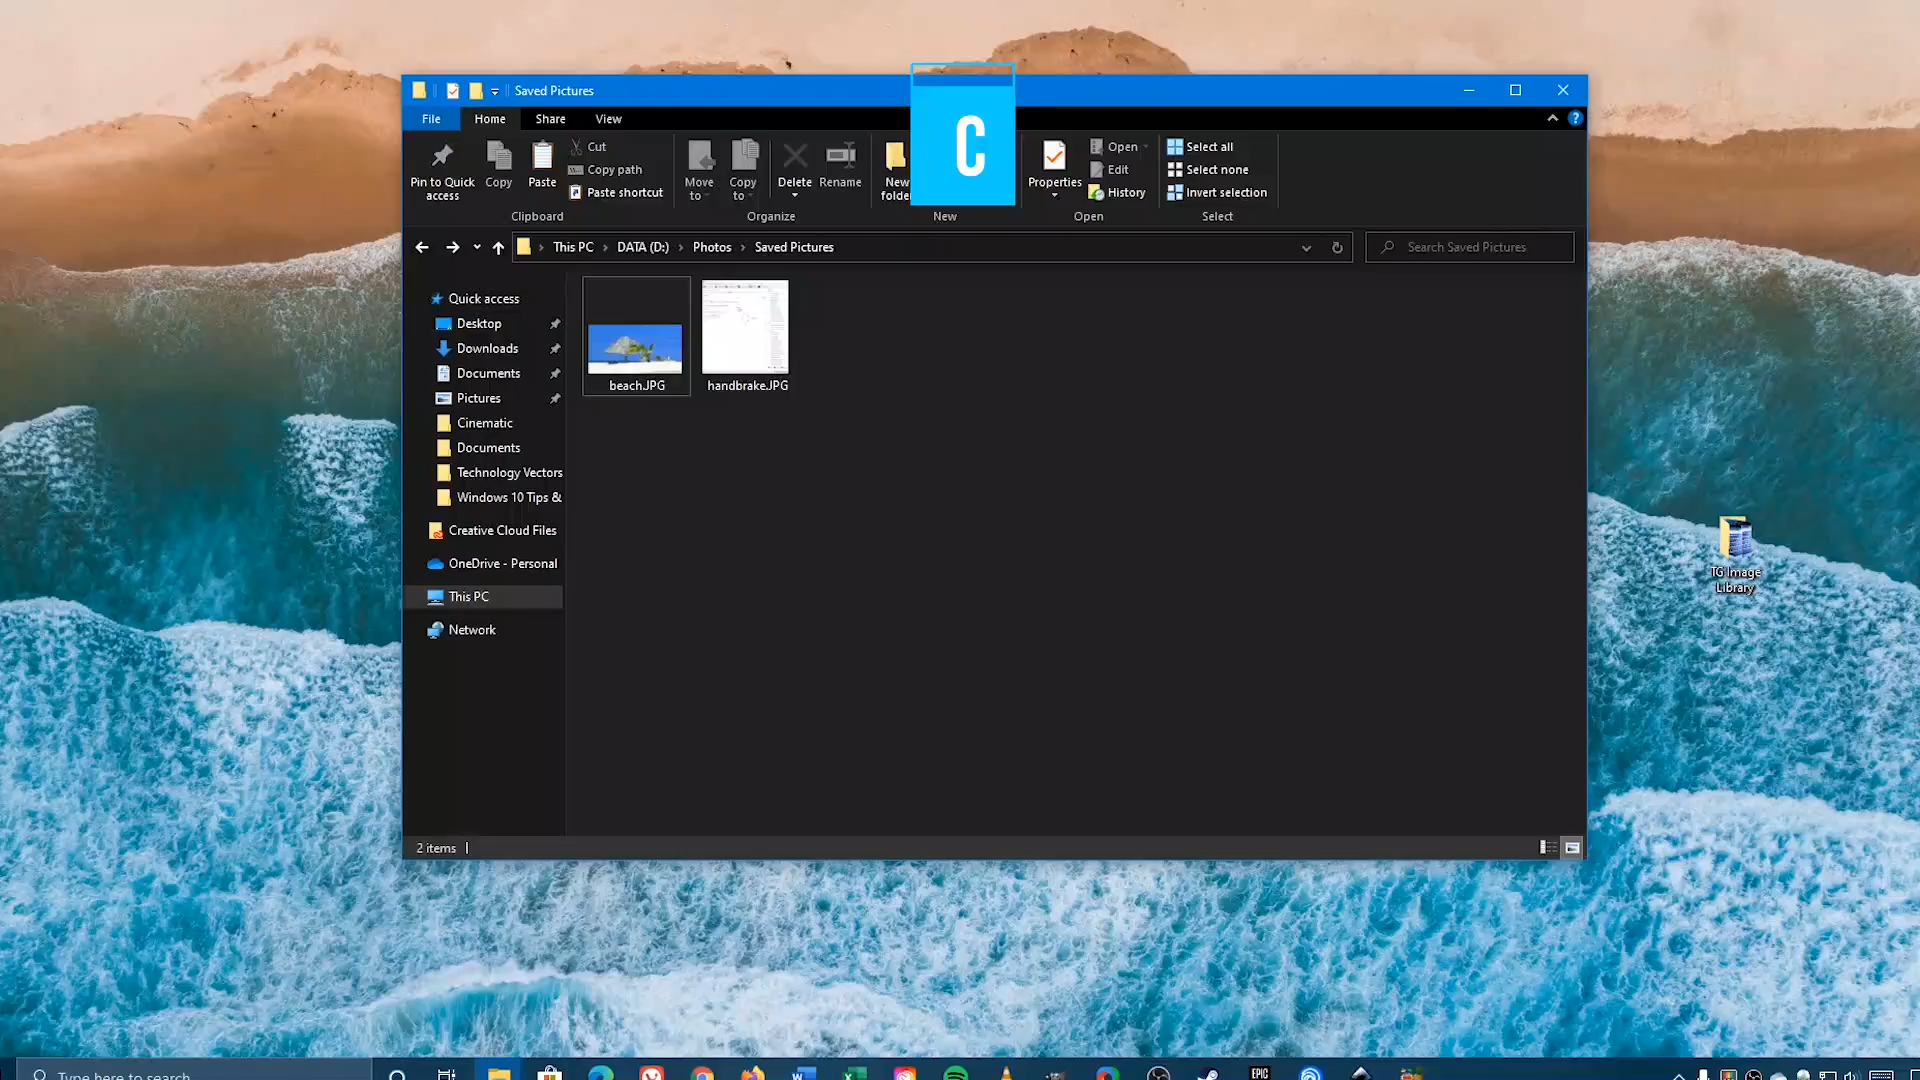 Saved Pictures
File Home Share View
C
Pin to Quick access
Copy
Paste
Cut
Copy path
Paste shortcut
Clipboard
Move to
Copy to
Delete
Rename
Organize
New folder
New
Properties
Open
Edit
History
Open
Select all
Select none
Invert selection
Select
This PC > DATA (D:) > Photos > Saved Pictures
Search Saved Pictures
Quick access
Desktop
Downloads
Documents
Pictures
Cinematic
Documents
Technology Vectors
Windows 10 Tips &
Creative Cloud Files
OneDrive - Personal
This PC
Network
beach.JPG
handbrake.JPG
2 items
TG Image
Library
Type here to search
EPIC